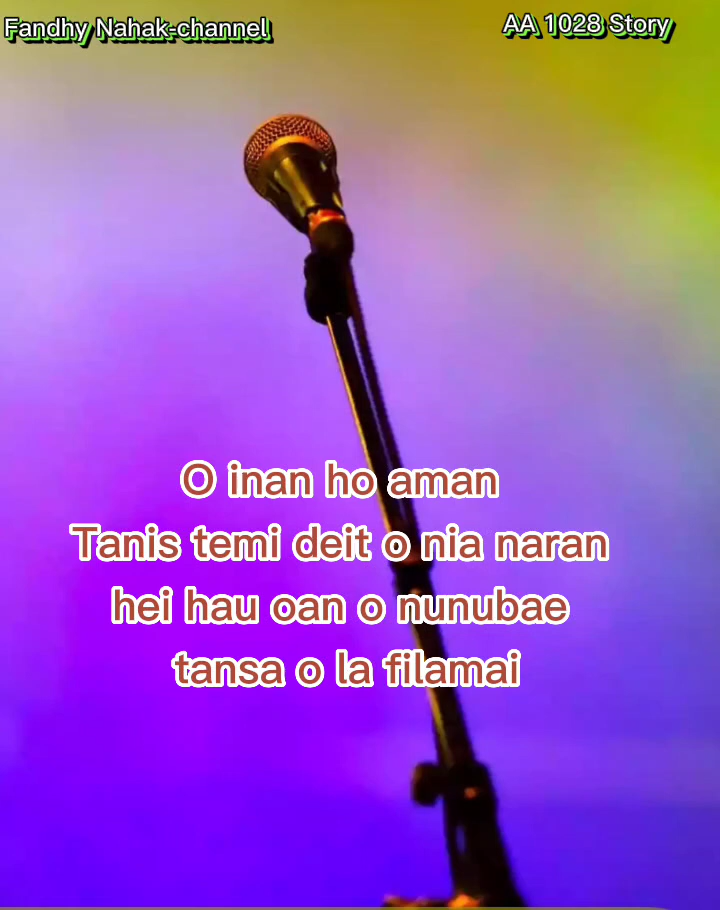 Fandhy Nahak-channel
AA 1028 Story
O inan ho aman
Tanis temi deit o nia naran
hei hau oan o nunubae
tansa o la filamai